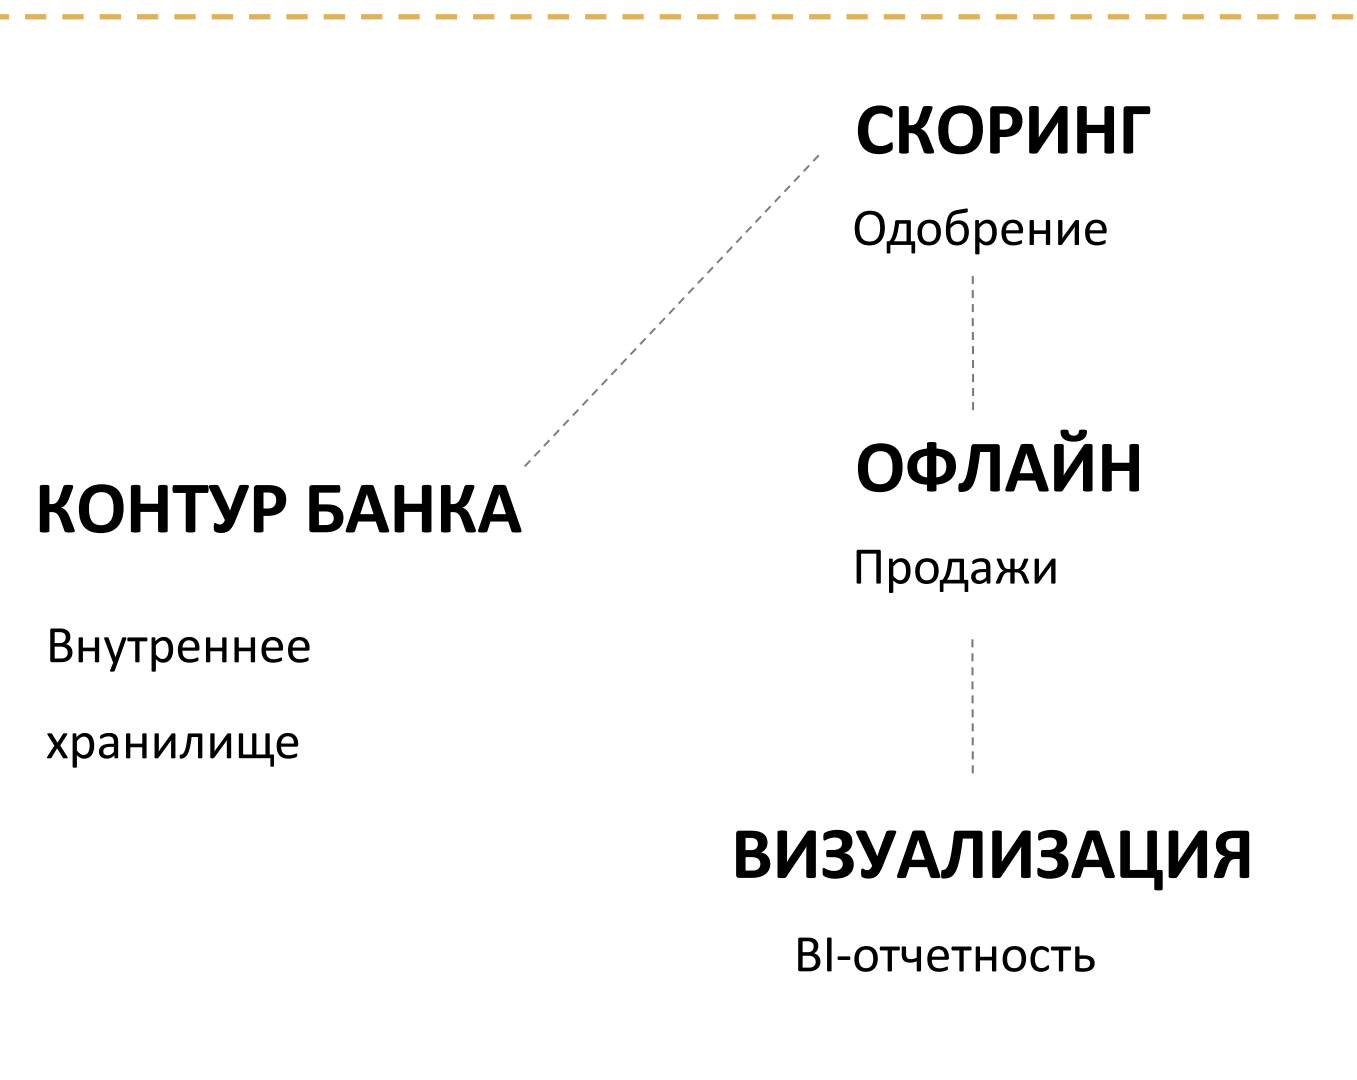 СКОРИНГ
Одобрение
ОФЛАЙН
КОНТУР БАНКА
Продажи
Внутреннее
хранилище
ВИЗУАЛИЗАЦИЯ
BI-отчетность